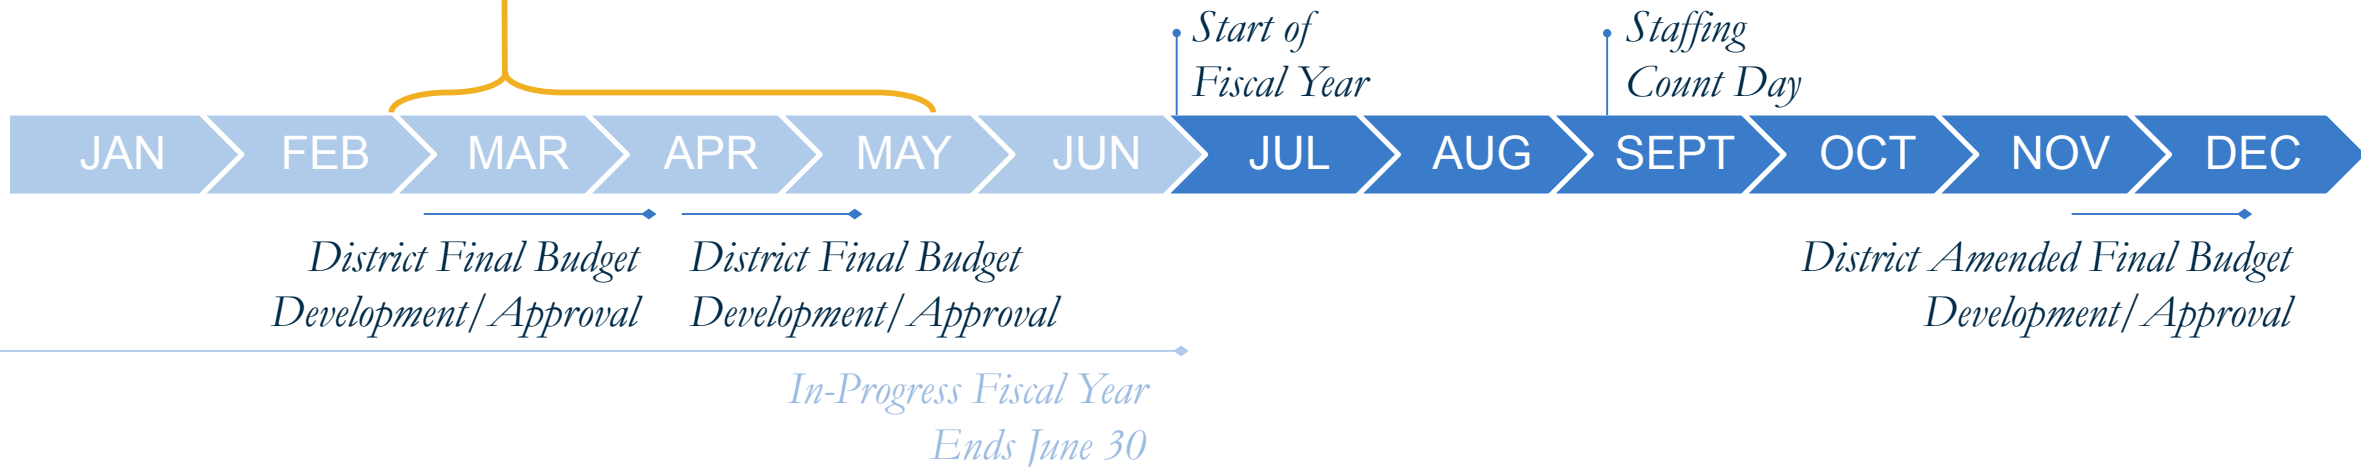 Start of
Fiscal Year
Staffing
Count Day
JAN FEB MAR APR MAY JUN JUL AUG SEPT OCT NOV DEC
District Final Budget
Development/Approval
District Final Budget
Development/Approval
District Amended Final Budget
Development/Approval
In-Progress Fiscal Year
Ends June 30